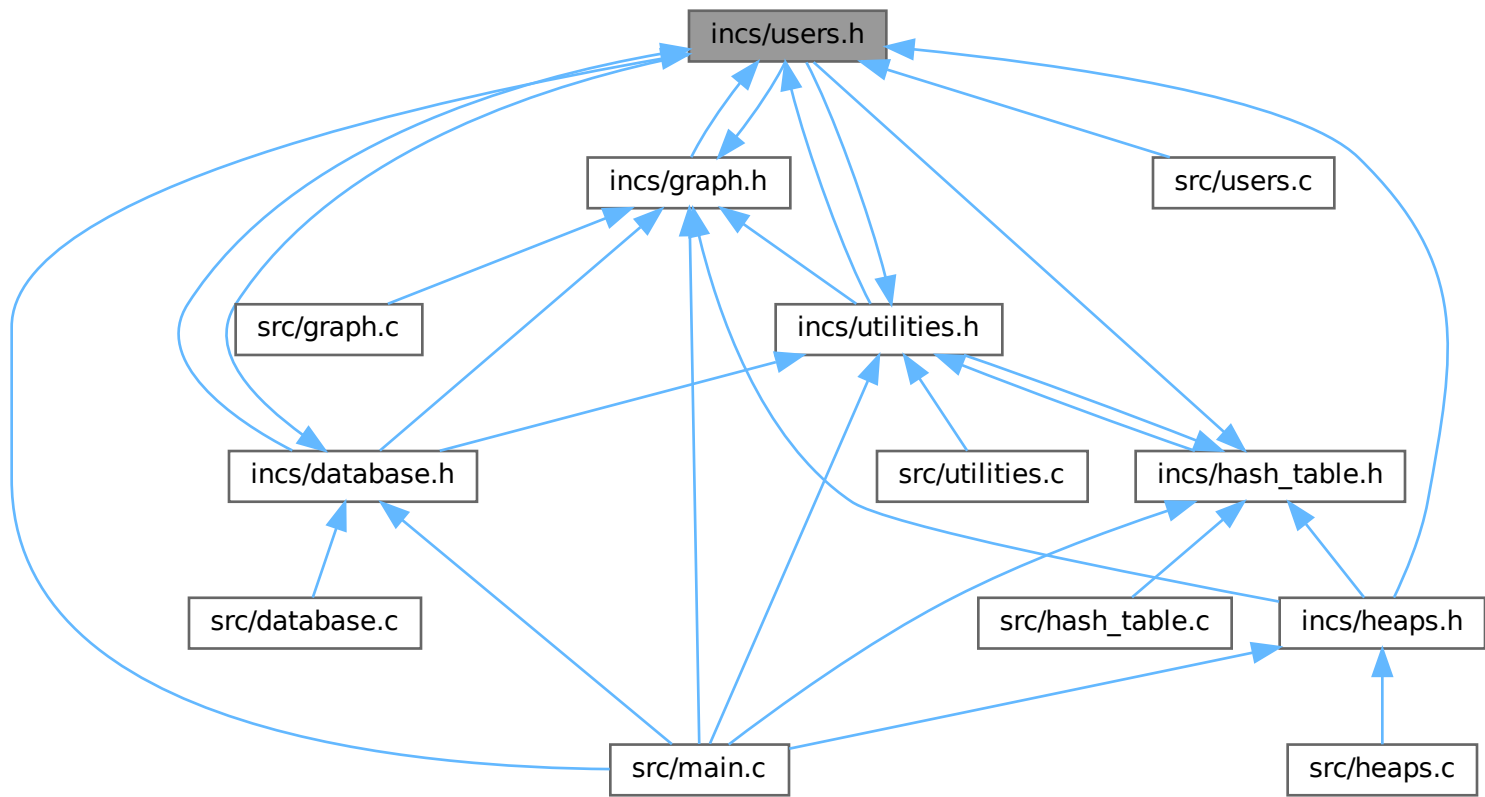 incs/users.h
incs/graph.h
src/users.c
src/graph.c
incs/utilities.h
incs/database.h
src/utilities.c
incs/hash_table.h
src/database.c
src/hash_table.c
incs/heaps.h
src/main.c
src/heaps.c